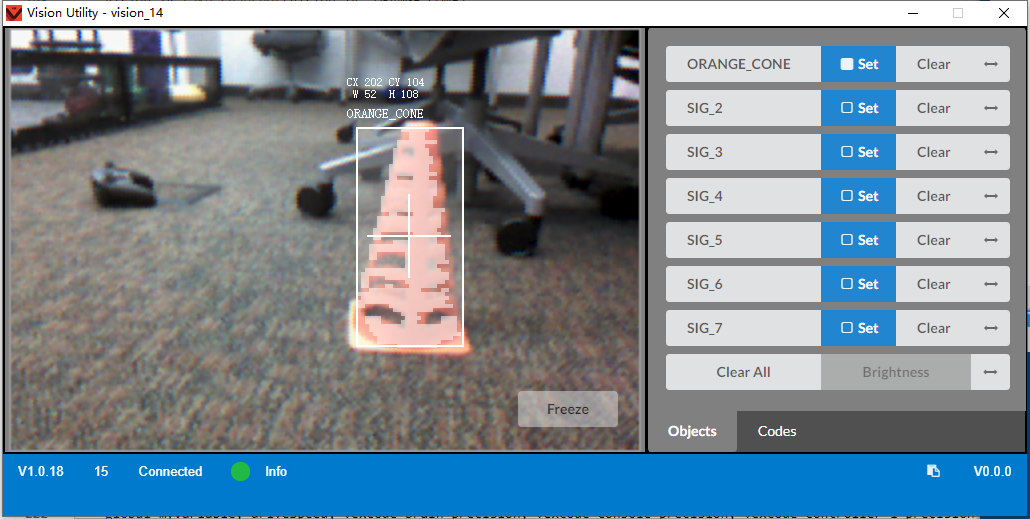 Vision Utility - vision_14
CX 202 CY 104
W 52 H 108
ORANGE_CONE
Freeze
ORANGE_CONE Set Clear
SIG_2 Set Clear
SIG_3 Set Clear
SIG_4 Set Clear
SIG_5 Set Clear
SIG_6 Set Clear
SIG_7 Set Clear
Clear All Brightness
Objects Codes
V1.0.18 15 Connected Info V0.0.0